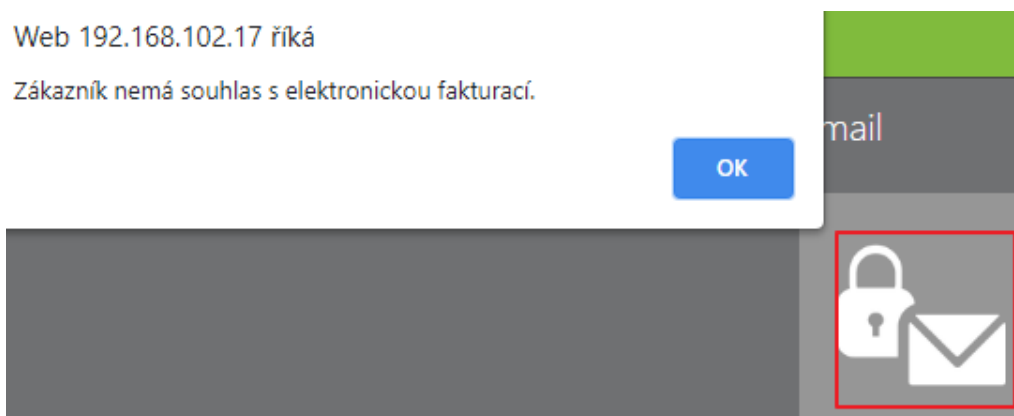 Web 192.168.102.17 říká
Zákazník nemá souhlas s elektronickou fakturací.
OK
mail